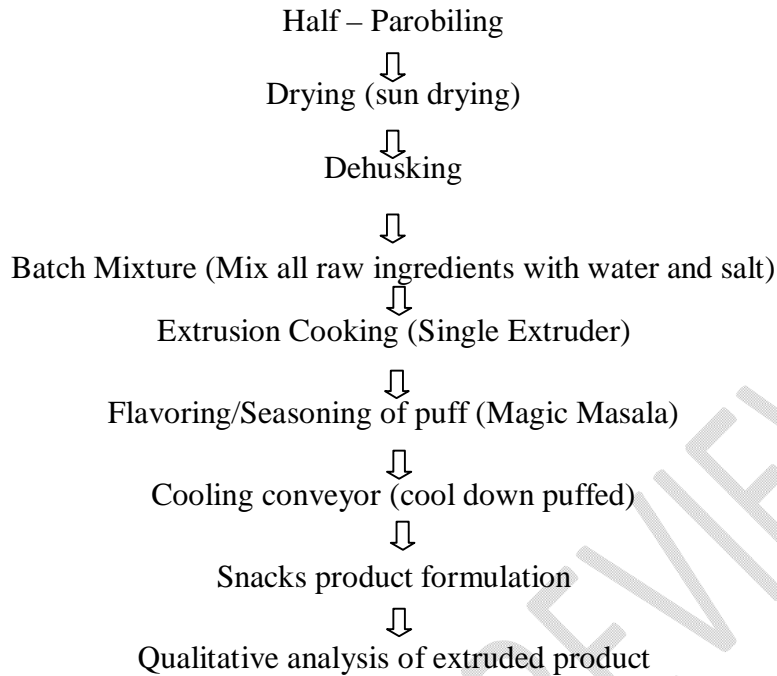 Half – Parobiling
Drying (sun drying)
Dehusking
Batch Mixture (Mix all raw ingredients with water and salt)
Extrusion Cooking (Single Extruder)
Flavoring/Seasoning of puff (Magic Masala)
Cooling conveyor (cool down puffed)
Snacks product formulation
Qualitative analysis of extruded product